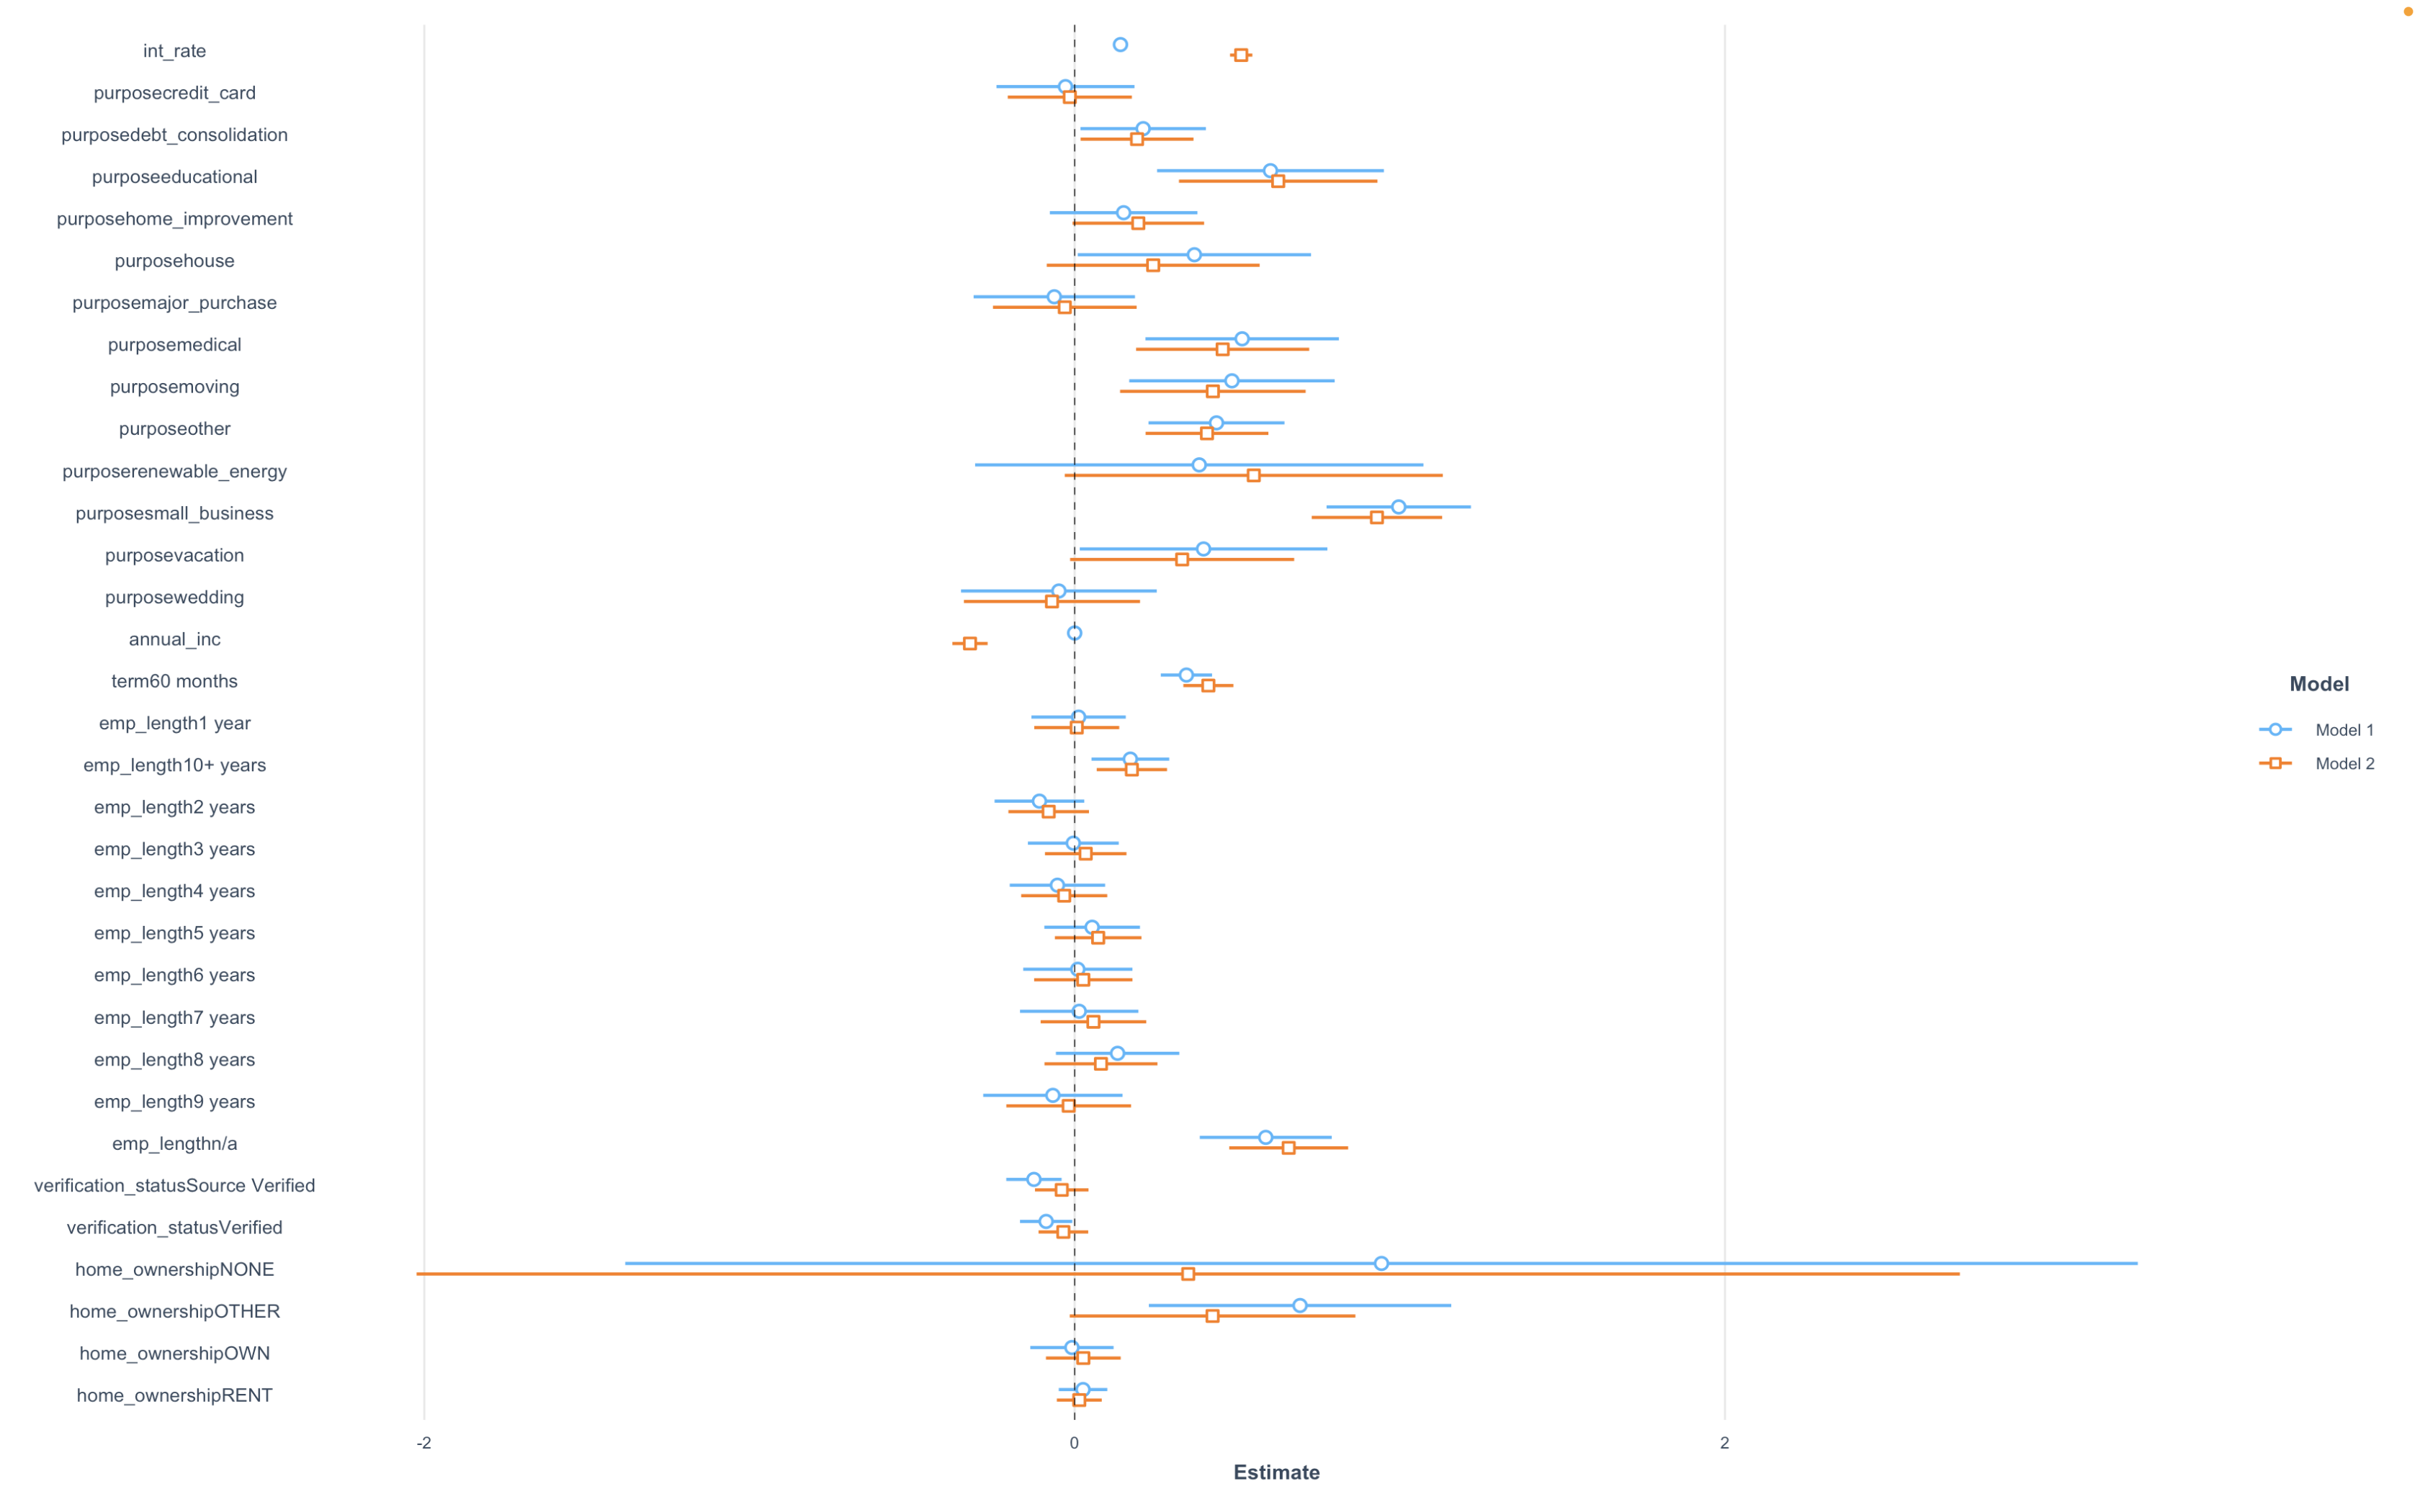 int_rate
purposecredit_card
purposedebt_consolidation
purposeeducational
purposehome_improvement
purposehouse
purposemajor_purchase
purposemedical
purposemoving
purposeother
purposerenewable_energy
purposesmall_business
purposevacation
purposewedding
annual_inc
term60 months
emp_length1 year
emp_length10+ years
emp_length2 years
emp_length3 years
emp_length4 years
emp_length5 years
emp_length6 years
emp_length7 years
emp_length8 years
emp_length9 years
emp_lengthn/a
verification_statusSource Verified
verification_statusVerified
home_ownershipNONE
home_ownershipOTHER
home_ownershipOWN
home_ownershipRENT
-2 0 2
Estimate
Model
Model 1
Model 2